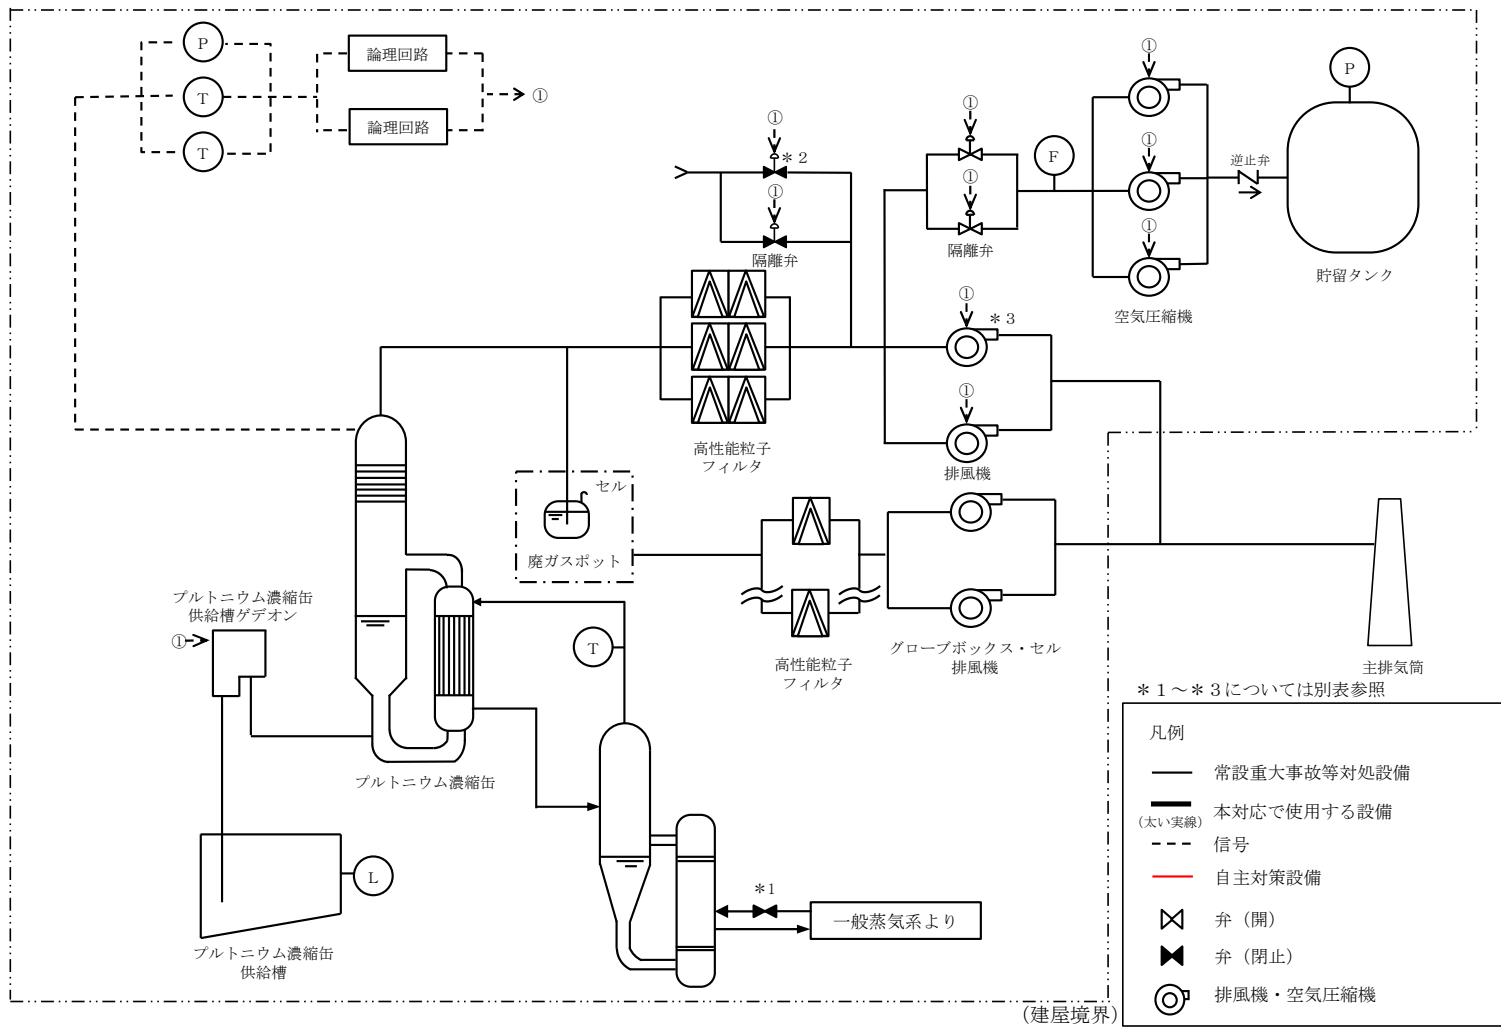 P
論理回路
T
①
論理回路
T
①
P
①
①
F
①
①
逆止弁
＊2
①
①
①
隔離弁
隔離弁
貯留タンク
①
空気圧縮機
＊3
①
高性能粒子
フィルタ
排風機
セル
廃ガスポット
プルトニウム濃縮缶
供給槽ゲデオン
①
T
高性能粒子
フィルタ
グローブボックス・セル
排風機
主排気筒
＊1～＊3については別表参照
凡例
プルトニウム濃縮缶
常設重大事故等対処設備
本対応で使用する設備
(太い実線)
信号
L
自主対策設備
＊1
一般蒸気系より
弁（開）
プルトニウム濃縮缶
供給槽
弁（閉止）
排風機・空気圧縮機
(建屋境界)